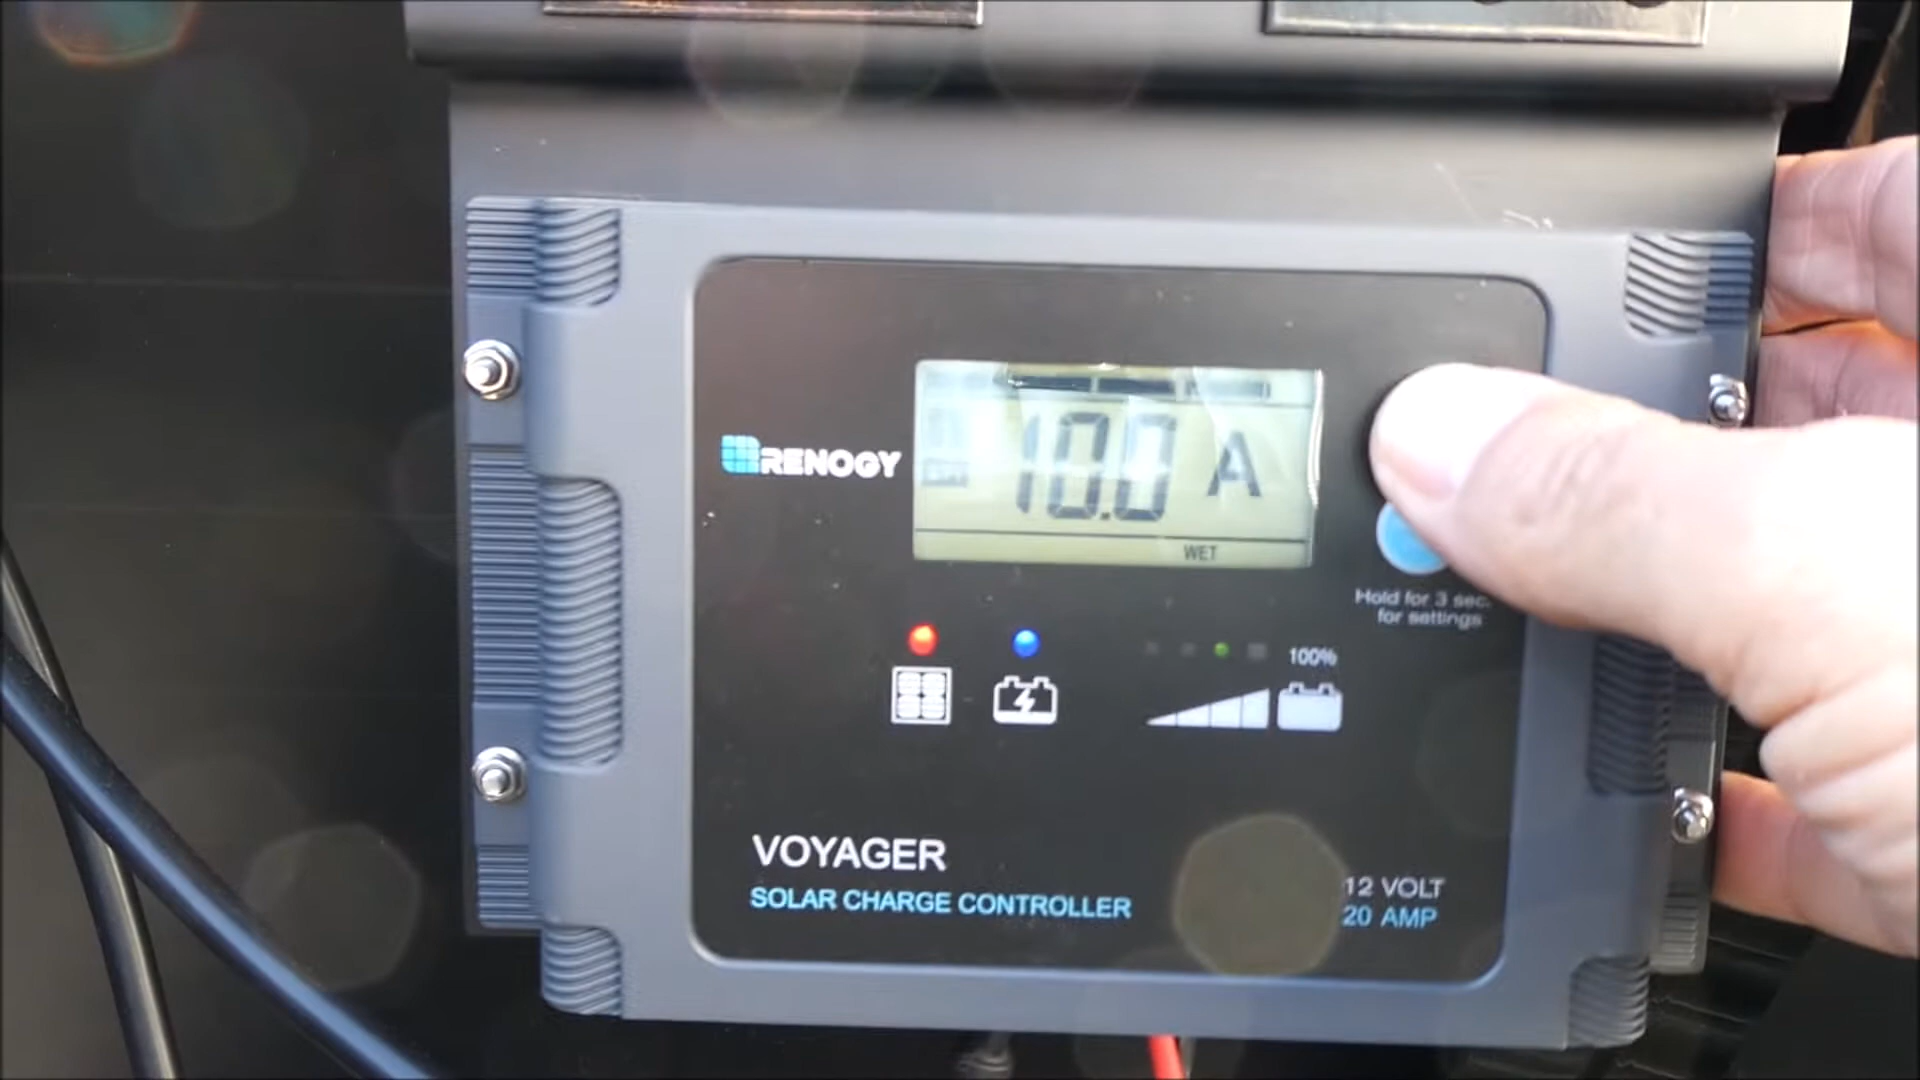 RENOGY
10.0 A
WET
Hold for 3 sec.
for settings
100%
VOYAGER
SOLAR CHARGE CONTROLLER
12 VOLT
20 AMP